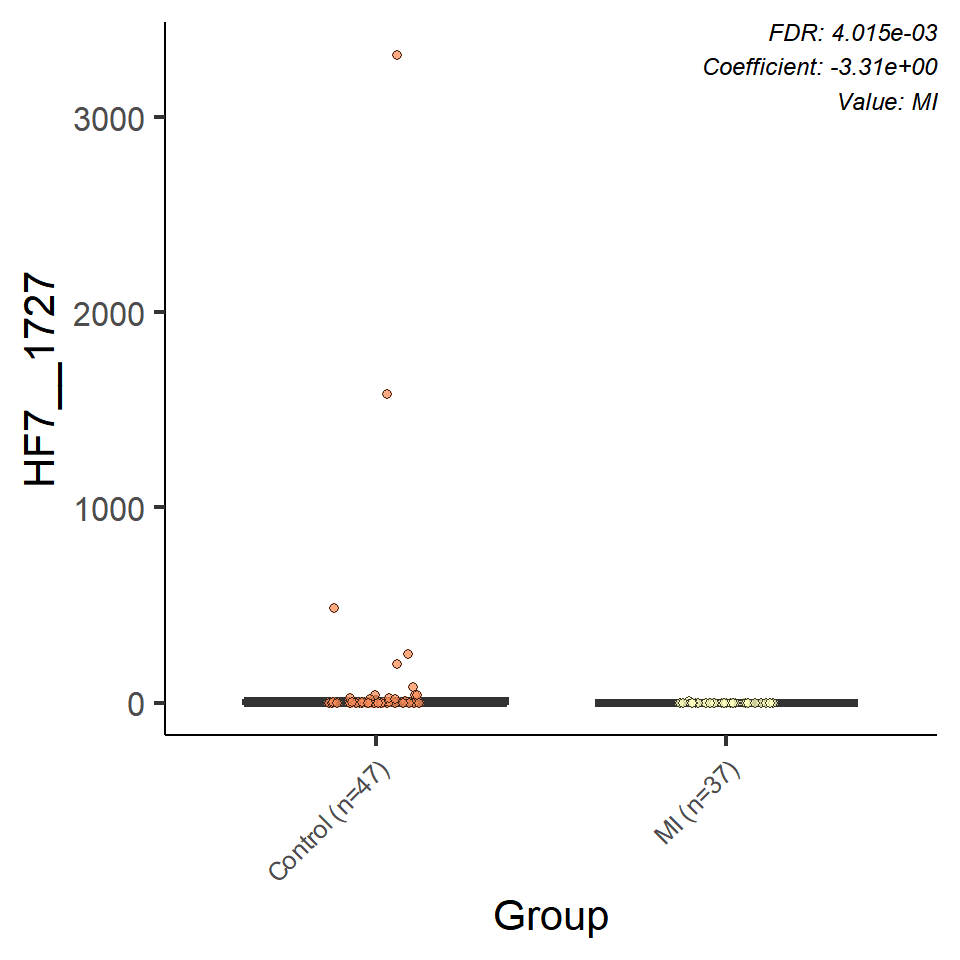 FDR: 4.015e-03
Coefficient: -3.31e+00
Value: MI
HF7__1727
3000
2000
1000
0
Control (n=47)
MI (n=37)
Group